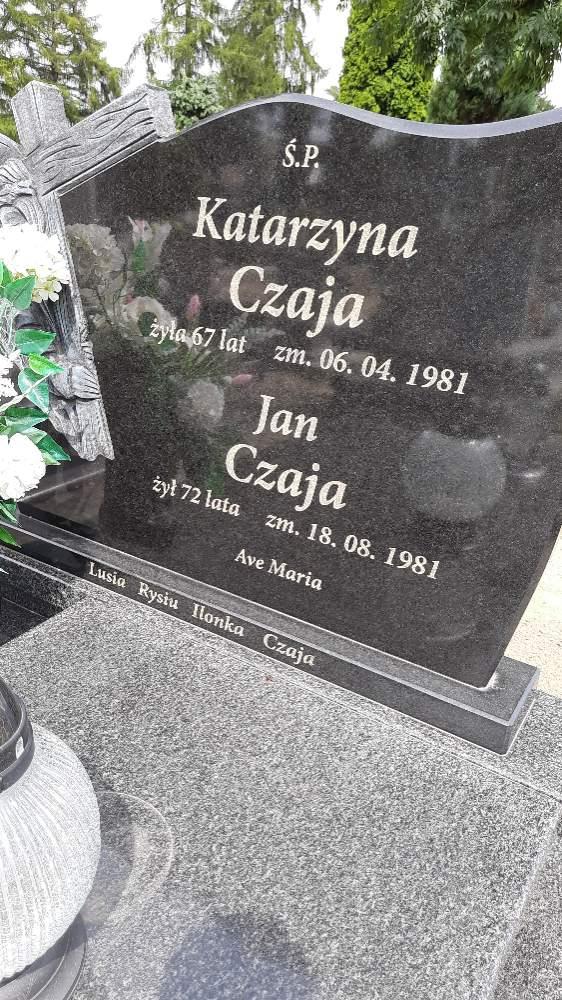 Ś.P.
Katarzyna
Czaja
żyła 67 lat zm. 06. 04. 1981
Jan
Czaja
żył 72 lata zm. 18. 08. 1981
Ave Maria
Lusia Rysiu Ilonka Czaja